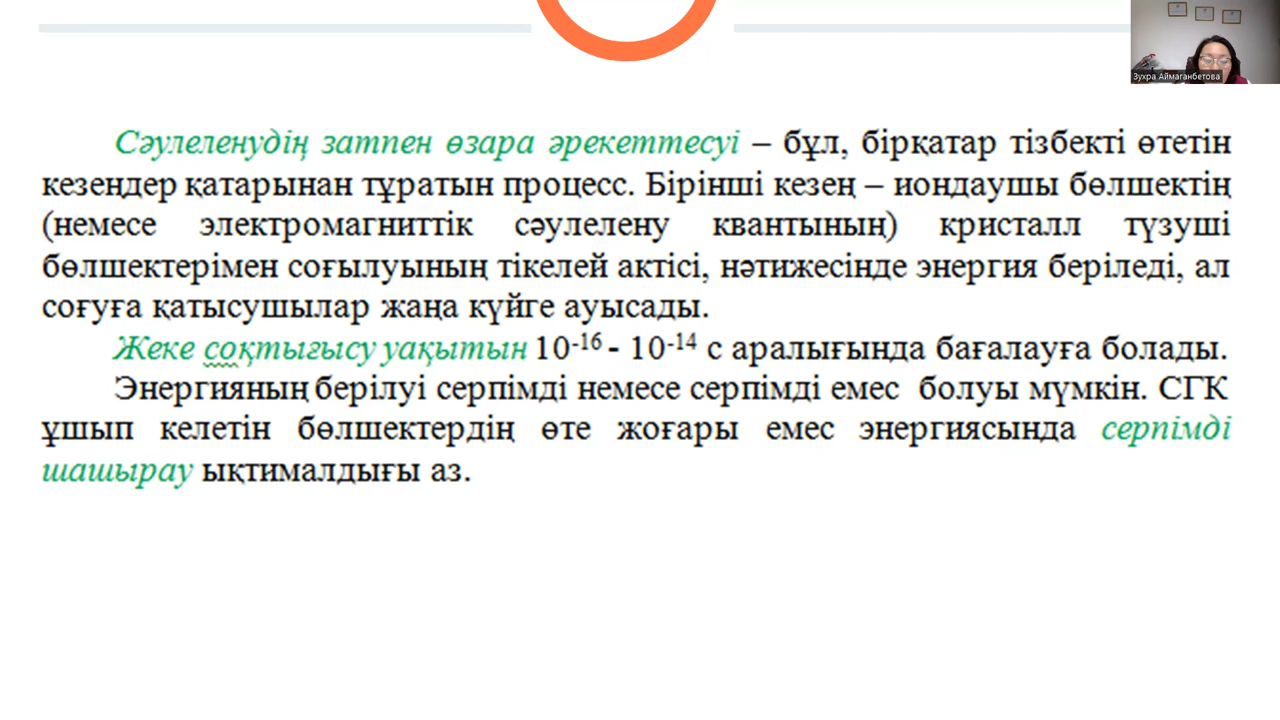 Зухра Аймаганбетова
Сәулеленудің затпен өзара әрекеттесуі – бұл, бірқатар тізбекті өтетін
кезеңдер қатарынан тұратын процесс. Бірінші кезең – иондаушы бөлшектің
(немесе электромагниттік сәулелену квантының) кристалл түзуші
бөлшектерімен соғылуының тікелей актісі, нәтижесінде энергия беріледі, ал
соғуға қатысушылар жаңа күйге ауысады.
Жеке соқтығысу уақытын 10⁻¹⁶ - 10⁻¹⁴ с аралығында бағалауға болады.
Энергияның берілуі серпімді немесе серпімді емес болуы мүмкін. СГК
ұшып келетін бөлшектердің өте жоғары емес энергиясында серпімді
шашырау ықтималдығы аз.